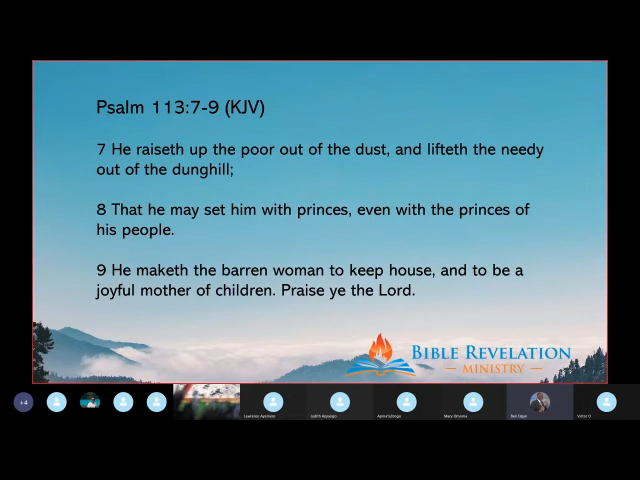 Psalm 113:7-9 (KJV)
7 He raiseth up the poor out of the dust, and lifteth the needy
out of the dunghill;
8 That he may set him with princes, even with the princes of
his people.
9 He maketh the barren woman to keep house, and to be a
joyful mother of children. Praise ye the Lord.
BIBLE REVELATION
MINISTRY
+4
Mary Omoma
Victor O